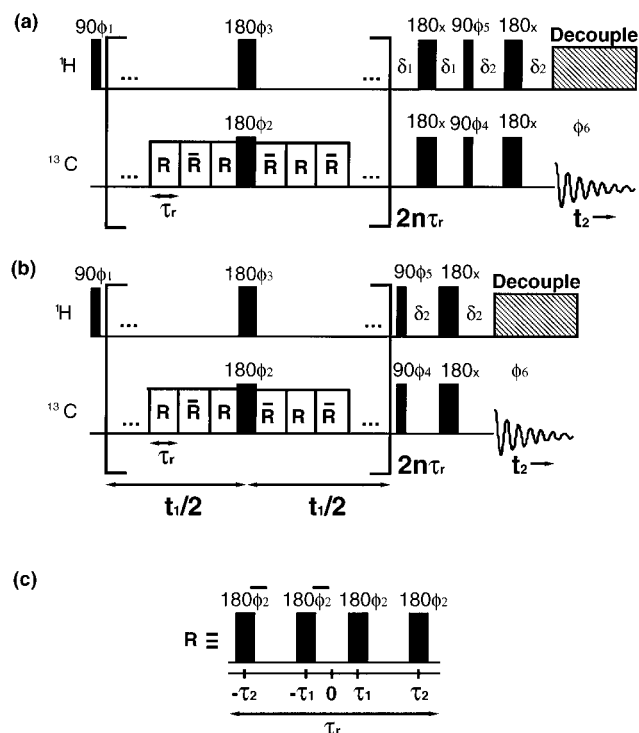 (a)
90ϕ1 180ϕ3 180x 90ϕ5 180x Decouple
1H ... ... δ1 δ1 δ2 δ2
180ϕ2 180x 90ϕ4 180x ϕ6
13 C ... R R̄ R R̄ R R̄ ...
τr 2nτr t2
(b)
90ϕ1 180ϕ3 90ϕ5 180x Decouple
1H ... ... δ2 δ2
180ϕ2 90ϕ4 180x ϕ6
13 C ... R R̄ R R̄ R R̄ ...
τr 2nτr t2
t1/2 t1/2
(c)
180ϕ̅2 180ϕ̅2 180ϕ2 180ϕ2
R ≡
-τ2 -τ1 0 τ1 τ2
τr